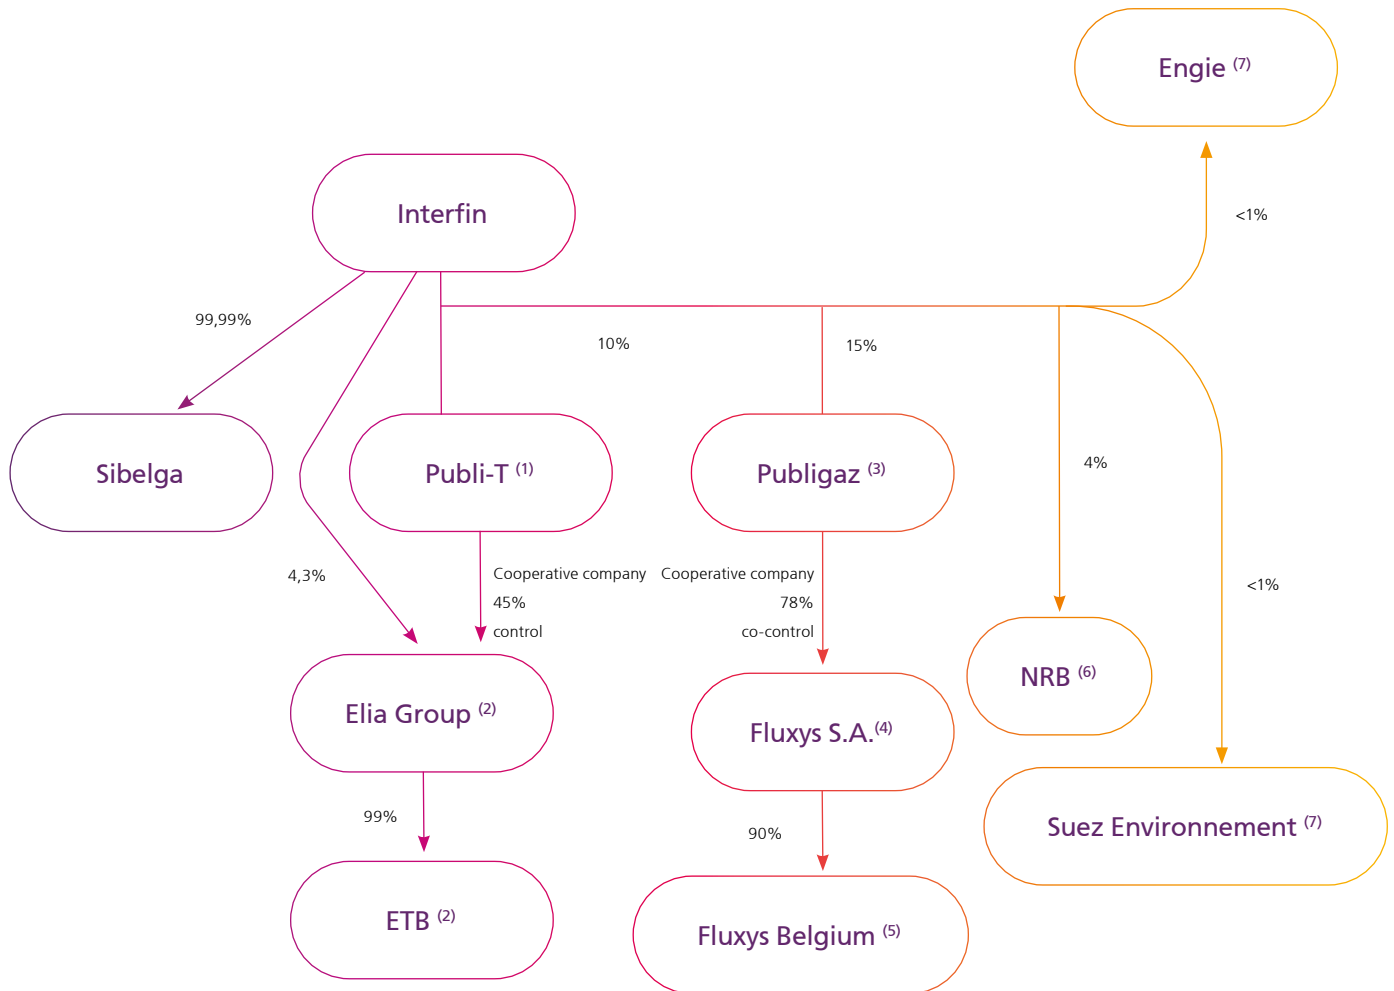 Engie (7)
Interfin
<1%
99,99%
10%
15%
Sibelga
Publi-T (1)
Publigaz (3)
4%
4,3%
Cooperative company
45%
control
Cooperative company
78%
co-control
<1%
Elia Group (2)
Fluxys S.A.(4)
NRB (6)
99%
90%
Suez Environnement (7)
ETB (2)
Fluxys Belgium (5)